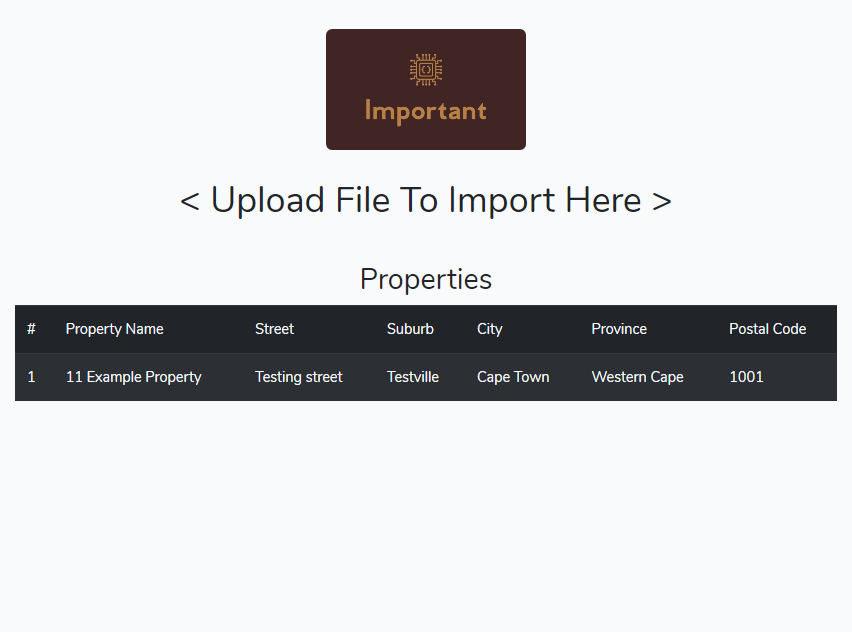 Important
< Upload File To Import Here >
Properties
# Property Name Street Suburb City Province Postal Code
1 11 Example Property Testing street Testville Cape Town Western Cape 1001